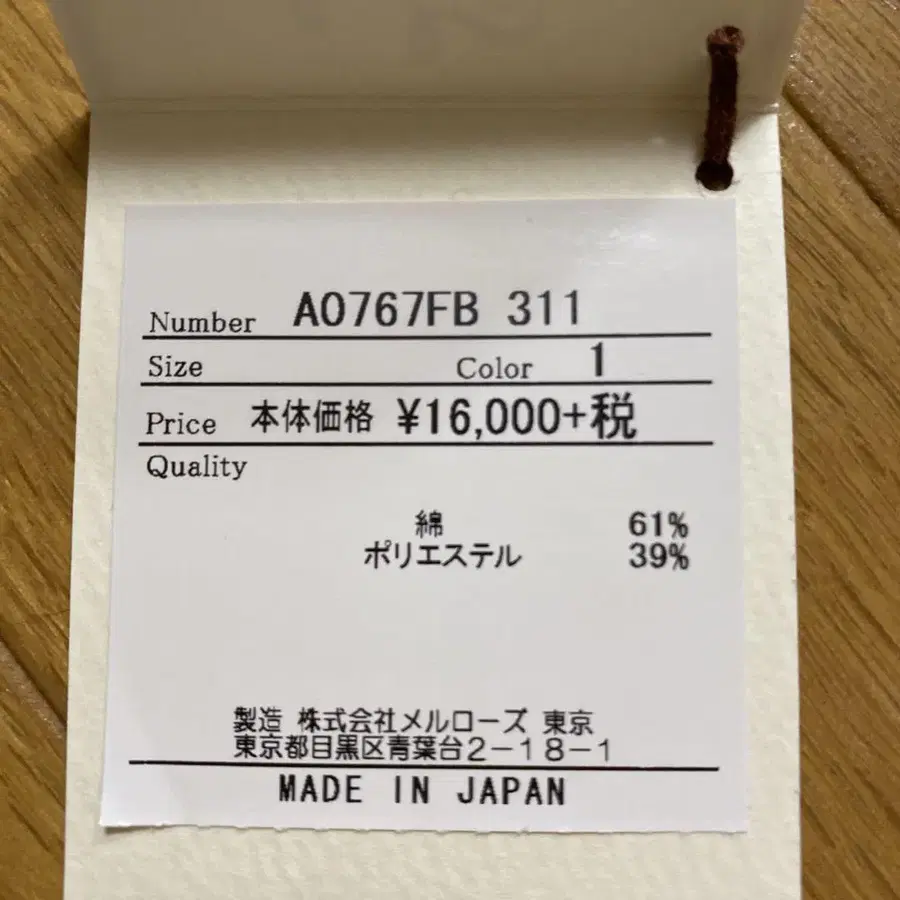 Number A0767FB 311
Size Color 1
Price 本体価格 ¥16,000+税
Quality
綿 61%
ポリエステル 39%
製造 株式会社メルローズ 東京
東京都目黒区青葉台2-18-1
MADE IN JAPAN